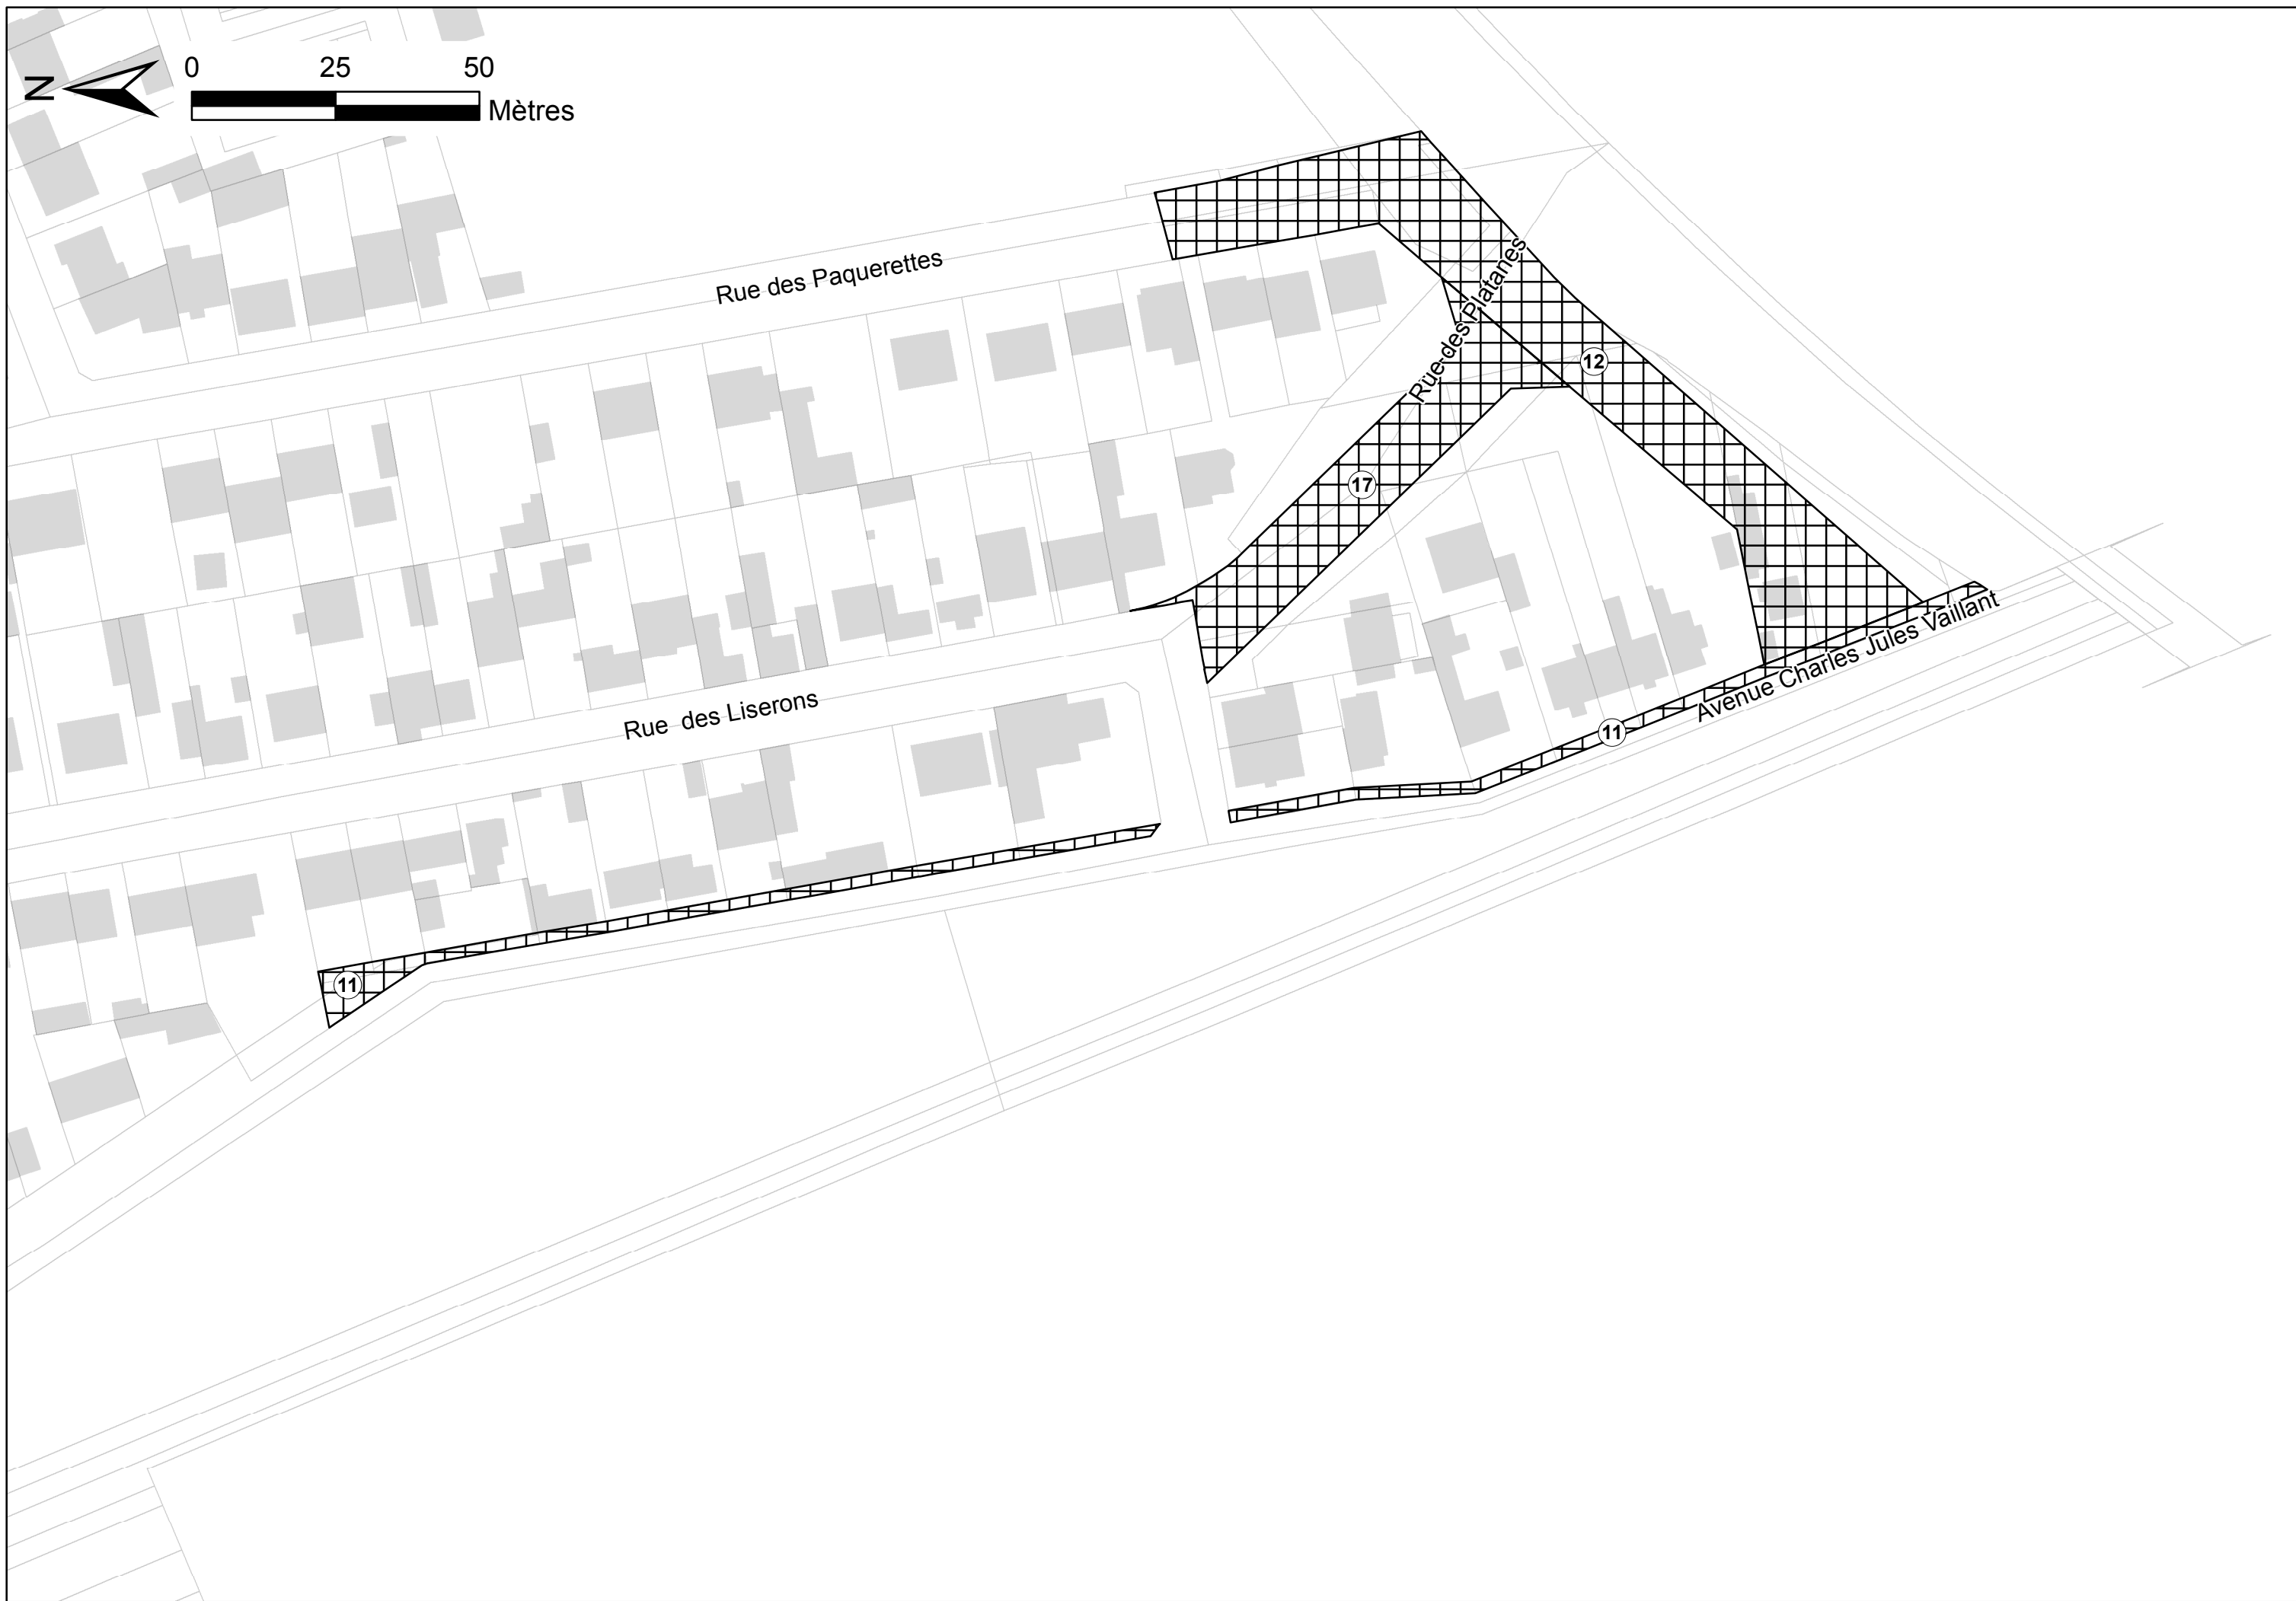 0 25 50
N
Mètres
Rue des Paquerettes
Rue des Platanes
12
17
Avenue Charles Jules Vaillant
Rue des Liserons
11
11